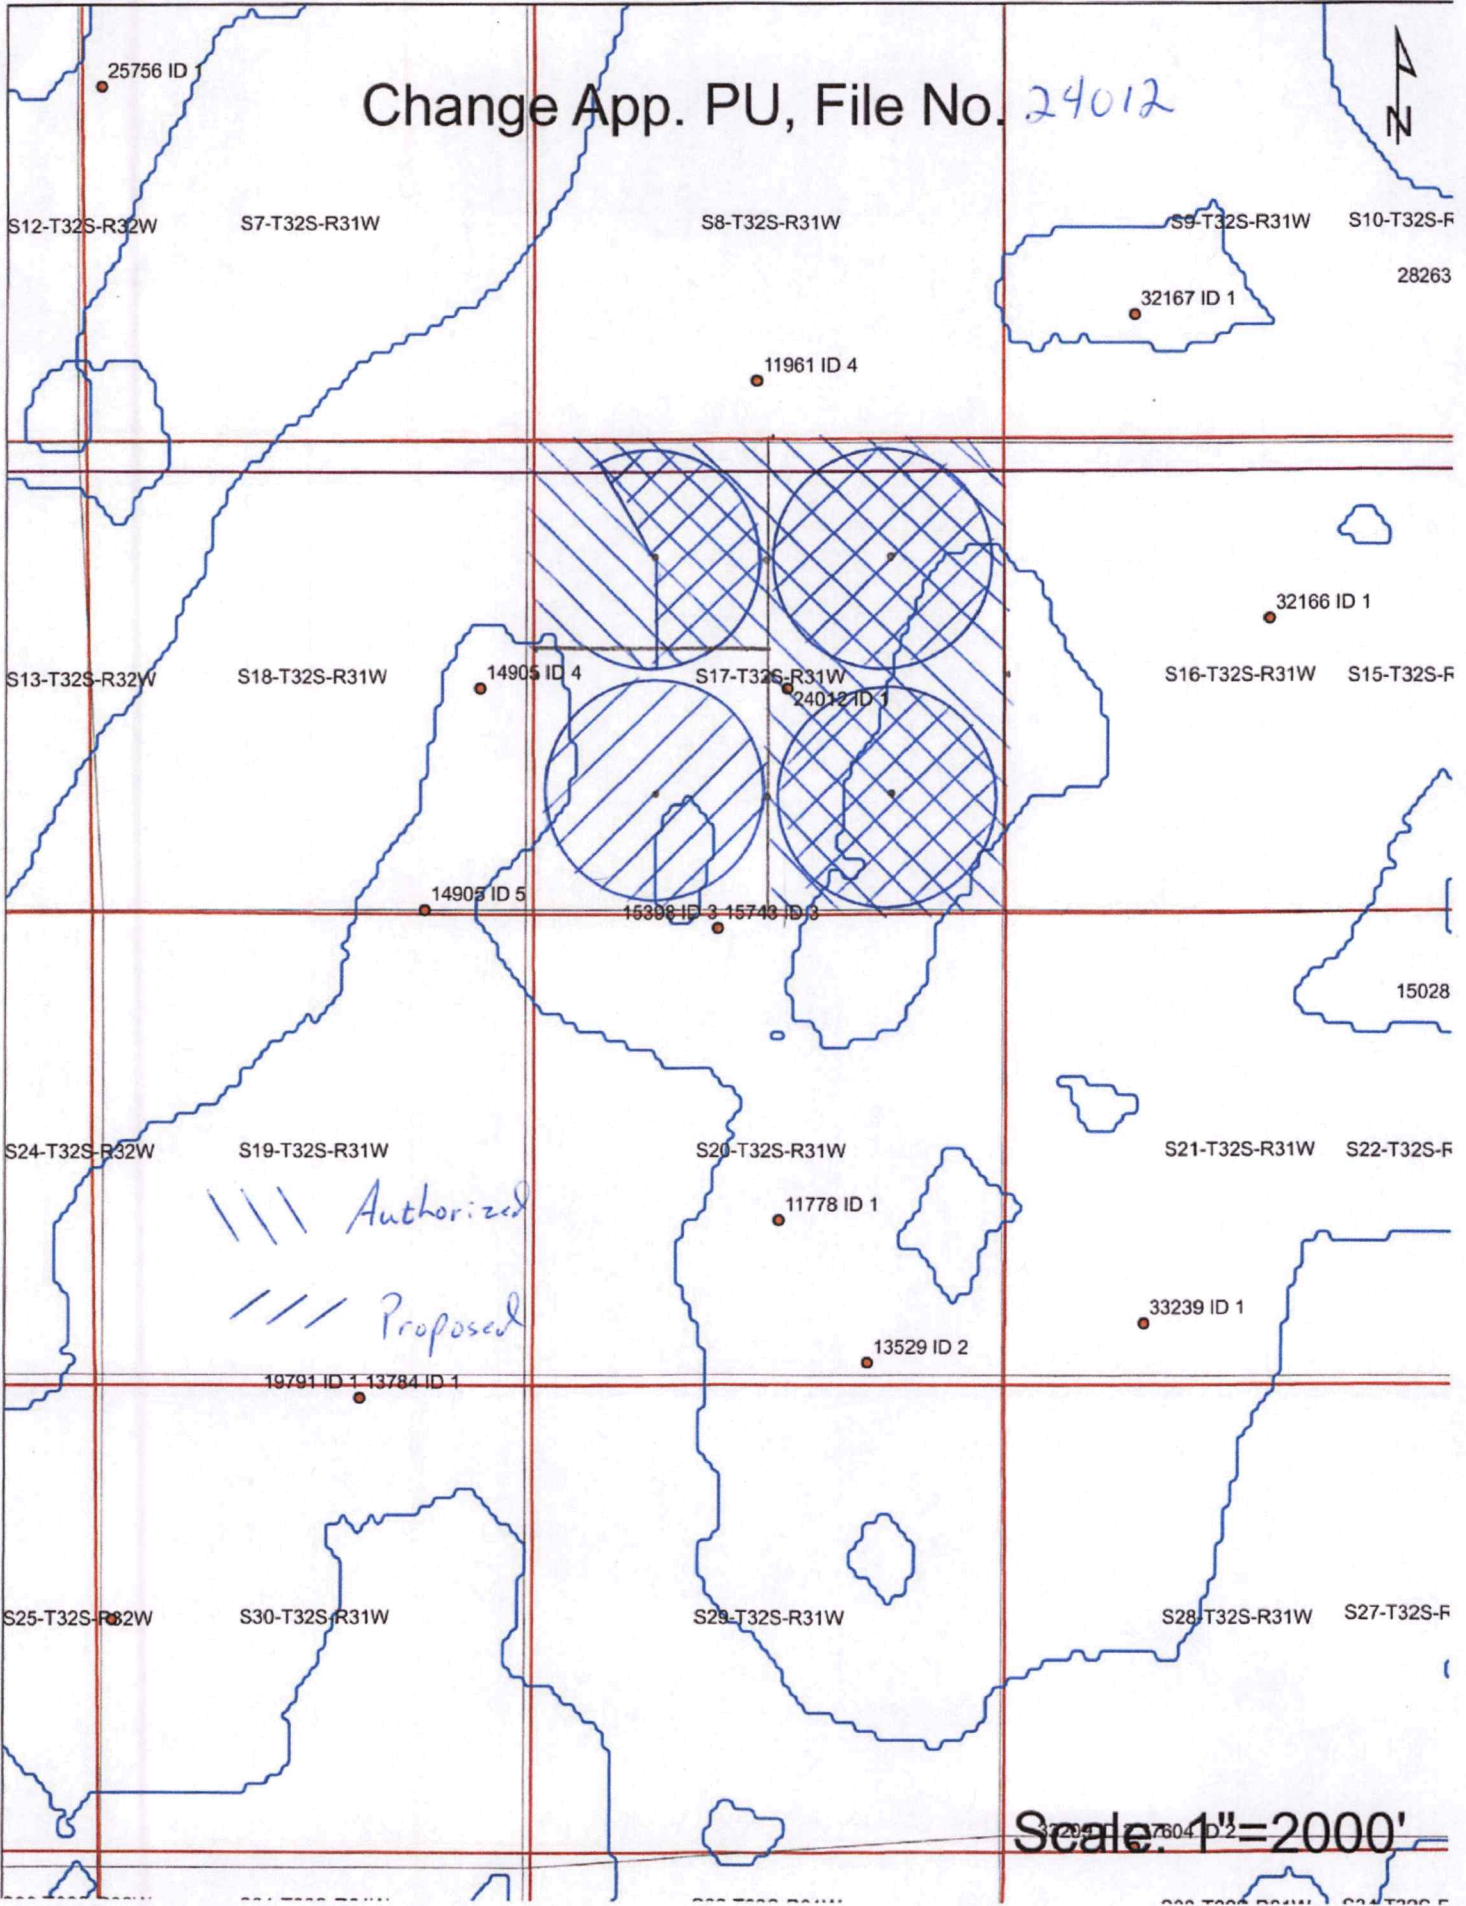 25756 ID 1
Change App. PU, File No. 24012
N
S12-T32S-R32W S7-T32S-R31W S8-T32S-R31W S9-T32S-R31W S10-T32S-R
28263
32167 ID 1
11961 ID 4
32166 ID 1
S13-T32S-R32W S18-T32S-R31W 14905 ID 4 S17-T32S-R31W S16-T32S-R31W S15-T32S-R
24012 ID 1
14905 ID 5
15398 ID 3 15743 ID 3
15028
S24-T32S-R32W S19-T32S-R31W S20-T32S-R31W S21-T32S-R31W S22-T32S-R
Authorized
11778 ID 1
Proposed
33239 ID 1
13529 ID 2
19791 ID 1 13784 ID 1
S25-T32S-R32W S30-T32S-R31W S29-T32S-R31W S28-T32S-R31W S27-T32S-R
Scale: 1"=2000'